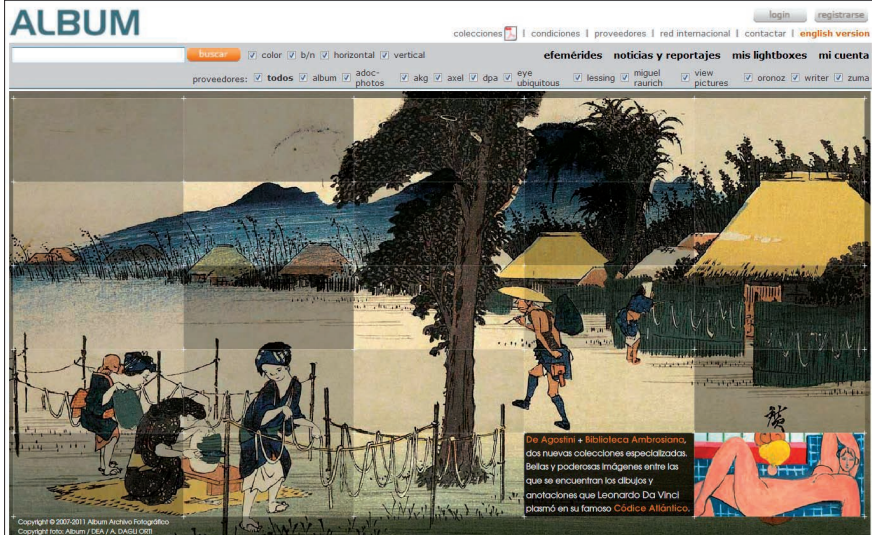 ALBUM
login registrarse
colecciones | condiciones | proveedores | red internacional | contactar | english version
buscar color b/n horizontal vertical
efemérides noticias y reportajes mis lightboxes mi cuenta
proveedores: todos album adoc-photos akg axel dpa eye ubiquitous lessing miguel raurich view pictures oronoz writer zuma
De Agostini + Biblioteca Ambrosiana,
dos nuevas colecciones especializadas.
Bellas y poderosas imágenes entre las
que se encuentran los dibujos y
anotaciones que Leonardo Da Vinci
plasmó en su famoso Códice Atlántico.
Copyright © 2007-2011 Album Archivo Fotográfico
Copyright foto: Album / DEA / A. DAGLI ORTI